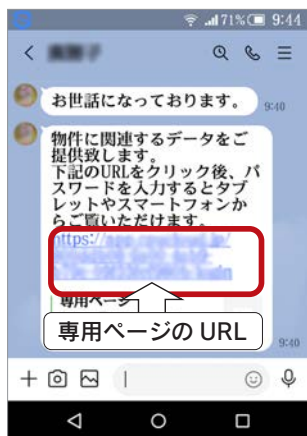 71% 9:44
お世話になっております。
9:40
物件に関連するデータをご
提供致します。
下記のURLをクリック後、パ
スワードを入力するとタブ
レットやスマートフォンか
らご覧いただけます。
https://
専用ページ
専用ページの URL
9:40